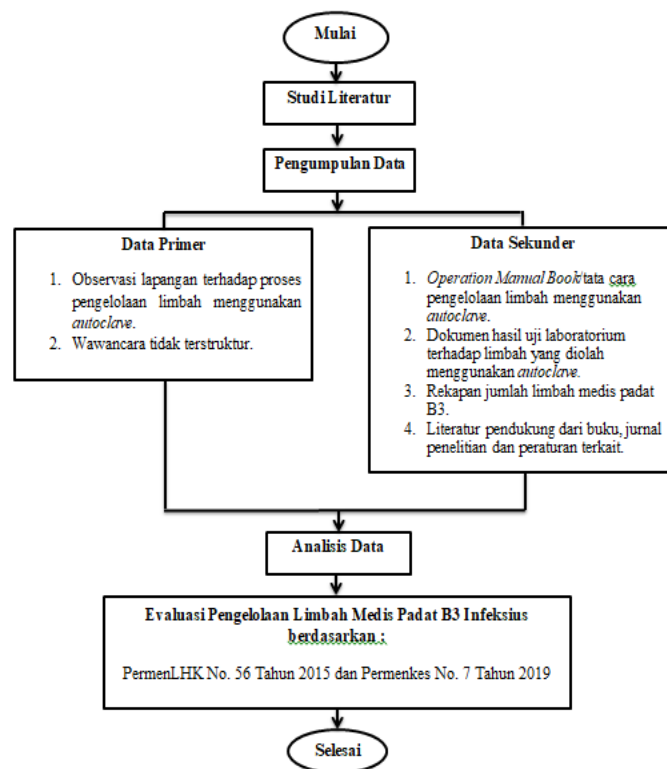 Mulai
Studi Literatur
Pengumpulan Data
Data Primer
1. Observasi lapangan terhadap proses
pengelolaan limbah menggunakan
autoclave.
2. Wawancara tidak terstruktur.
Data Sekunder
1. Operation Manual Book/tata cara
pengelolaan limbah menggunakan
autoclave.
2. Dokumen hasil uji laboratorium
terhadap limbah yang diolah
menggunakan autoclave.
3. Rekapan jumlah limbah medis padat
B3.
4. Literatur pendukung dari buku, jurnal
penelitian dan peraturan terkait.
Analisis Data
Evaluasi Pengelolaan Limbah Medis Padat B3 Infeksius
berdasarkan :
PermenLHK No. 56 Tahun 2015 dan Permenkes No. 7 Tahun 2019
Selesai